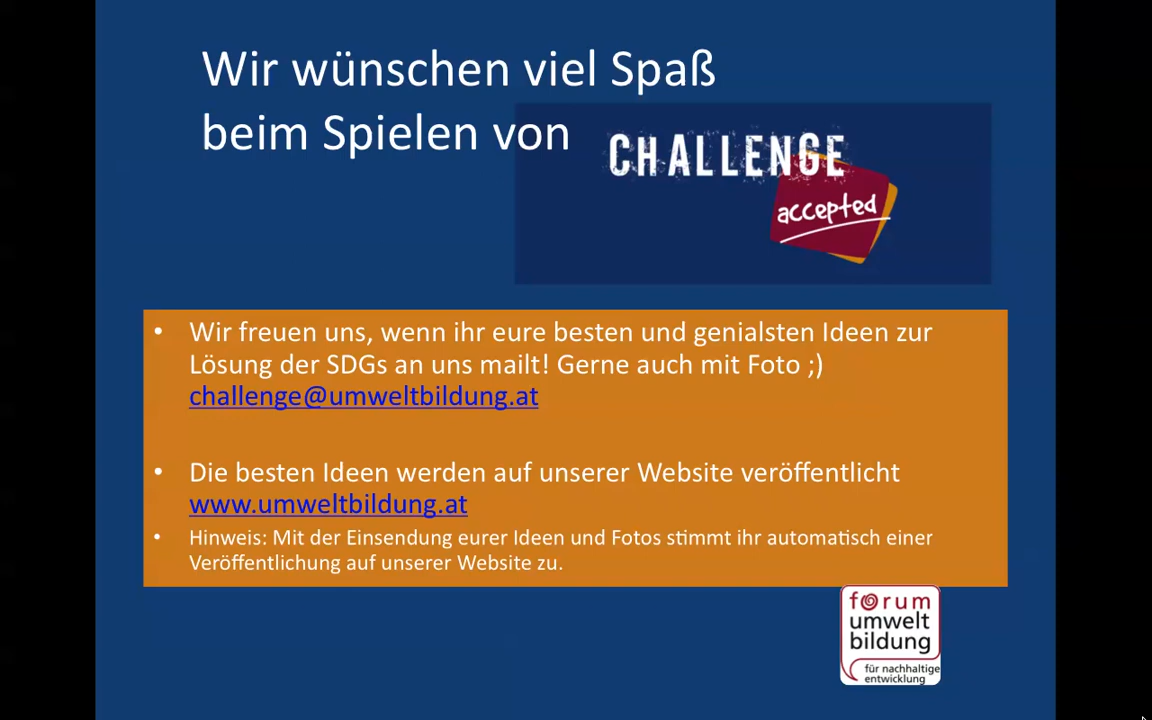 Wir wünschen viel Spaß
beim Spielen von
CHALLENGE
accepted
• Wir freuen uns, wenn ihr eure besten und genialsten Ideen zur
Lösung der SDGs an uns mailt! Gerne auch mit Foto ;)
challenge@umweltbildung.at
• Die besten Ideen werden auf unserer Website veröffentlicht
www.umweltbildung.at
• Hinweis: Mit der Einsendung eurer Ideen und Fotos stimmt ihr automatisch einer
Veröffentlichung auf unserer Website zu.
forum
umwelt
bildung
für nachhaltige
entwicklung